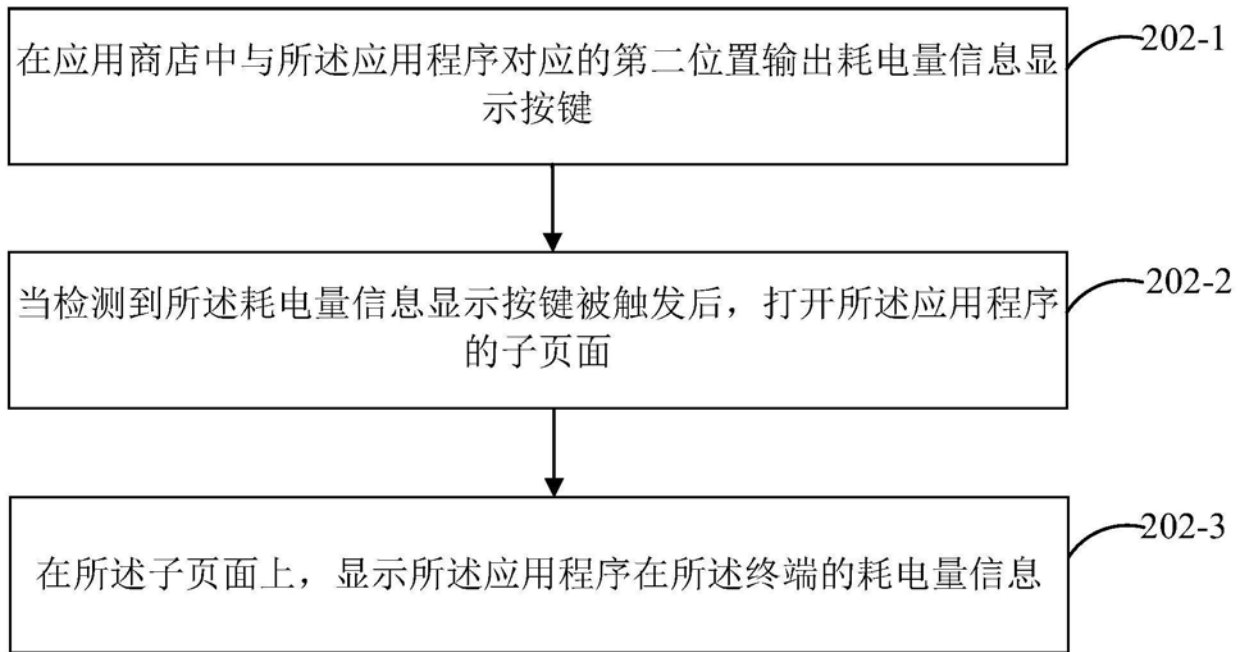 在应用商店中与所述应用程序对应的第二位置输出耗电量信息显
示按键
202-1
当检测到所述耗电量信息显示按键被触发后，打开所述应用程序
的子页面
202-2
在所述子页面上，显示所述应用程序在所述终端的耗电量信息
202-3